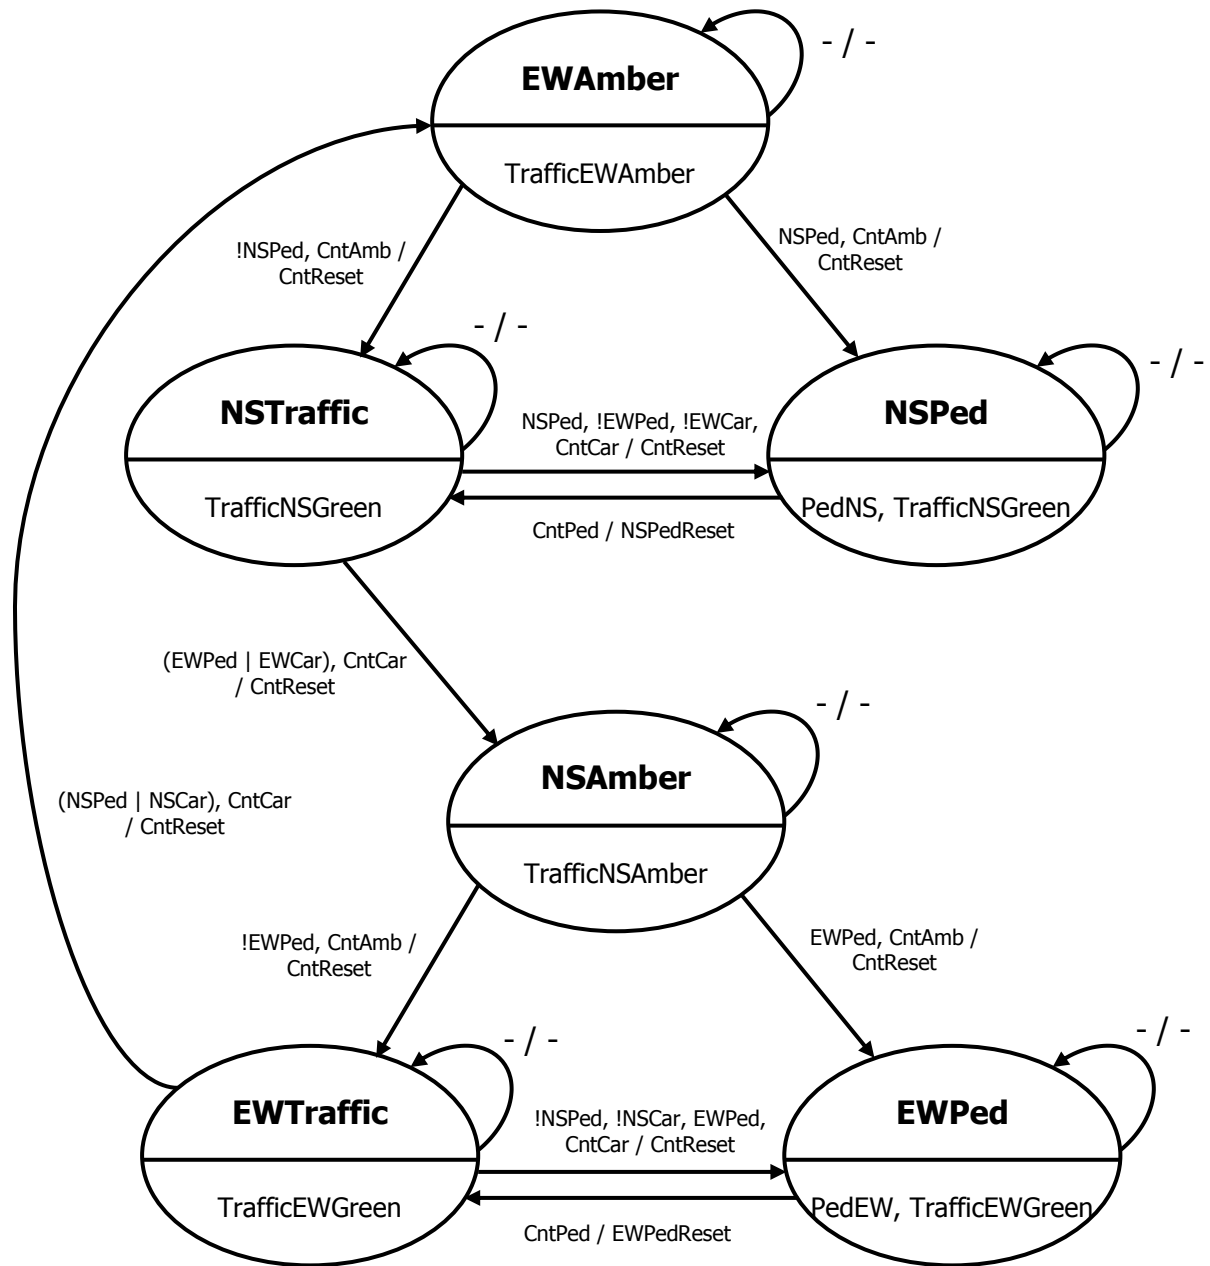 - / -
EWAmber
TrafficEWAmber
!NSPed, CntAmb /
CntReset
NSPed, CntAmb /
CntReset
- / -
- / -
NSTraffic
TrafficNSGreen
NSPed, !EWPed, !EWCar,
CntCar / CntReset
CntPed / NSPedReset
NSPed
PedNS, TrafficNSGreen
(EWPed | EWCar), CntCar
/ CntReset
- / -
NSAmber
TrafficNSAmber
(NSPed | NSCar), CntCar
/ CntReset
!EWPed, CntAmb /
CntReset
EWPed, CntAmb /
CntReset
- / -
- / -
EWTraffic
TrafficEWGreen
!NSPed, !NSCar, EWPed,
CntCar / CntReset
CntPed / EWPedReset
EWPed
PedEW, TrafficEWGreen